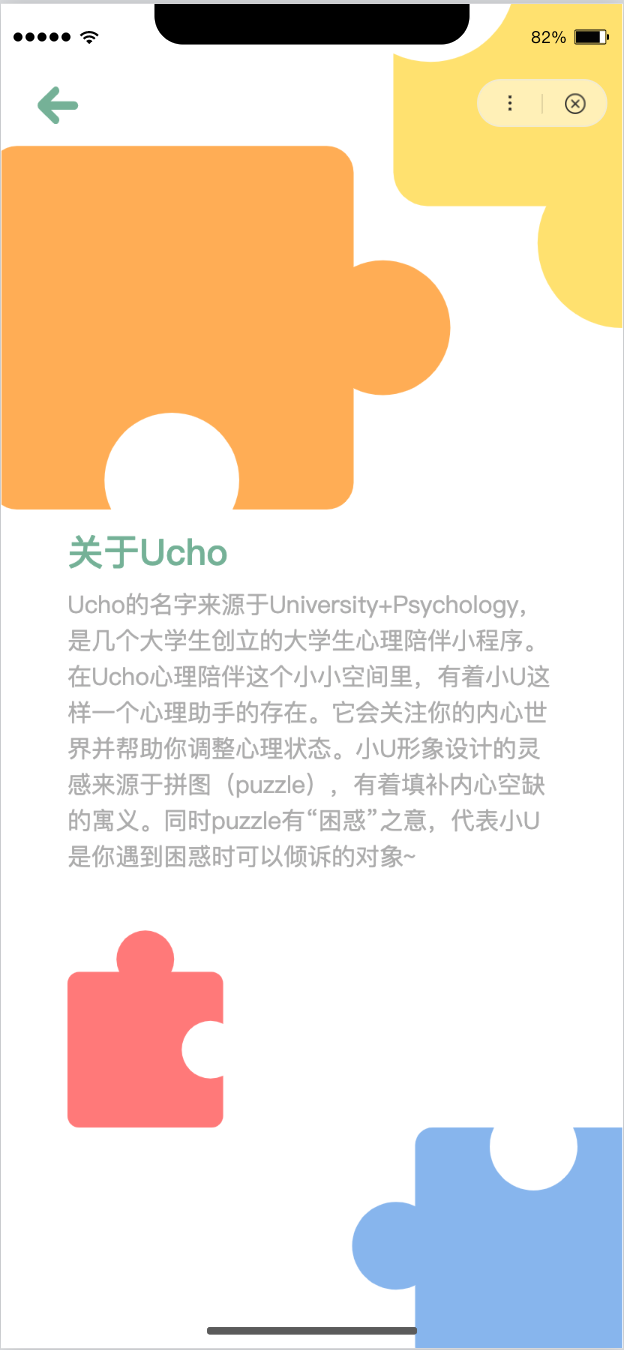 82%
关于Ucho
Ucho的名字来源于University+Psychology,
是几个大学生创立的大学生心理陪伴小程序。
在Ucho心理陪伴这个小小空间里，有着小U这
样一个心理助手的存在。它会关注你的内心世
界并帮助你调整心理状态。小U形象设计的灵
感来源于拼图（puzzle），有着填补内心空缺
的寓义。同时puzzle有“困惑”之意，代表小U
是你遇到困惑时可以倾诉的对象~